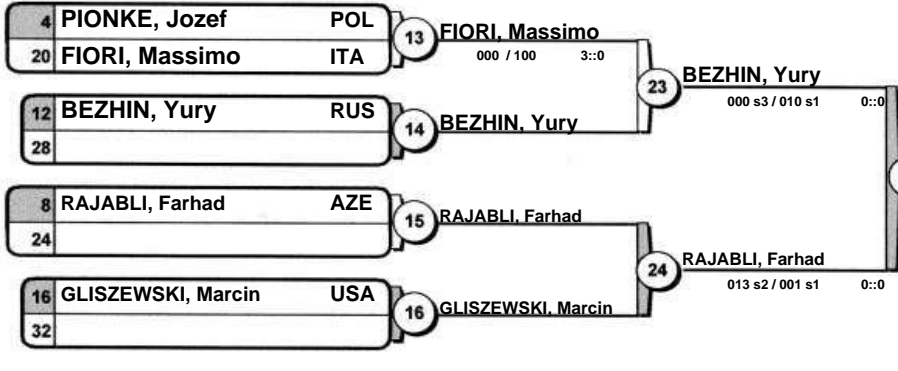 4 PIONKE, Jozef POL
20 FIORI, Massimo ITA
13 FIORI, Massimo
000 / 100 3::0
12 BEZHIN, Yury RUS
28
14 BEZHIN, Yury
23 BEZHIN, Yury
000 s3 / 010 s1 0::0
8 RAJABLI, Farhad AZE
24
15 RAJABLI, Farhad
16 GLISZEWSKI, Marcin USA
32
16 GLISZEWSKI, Marcin
24 RAJABLI, Farhad
013 s2 / 001 s1 0::0